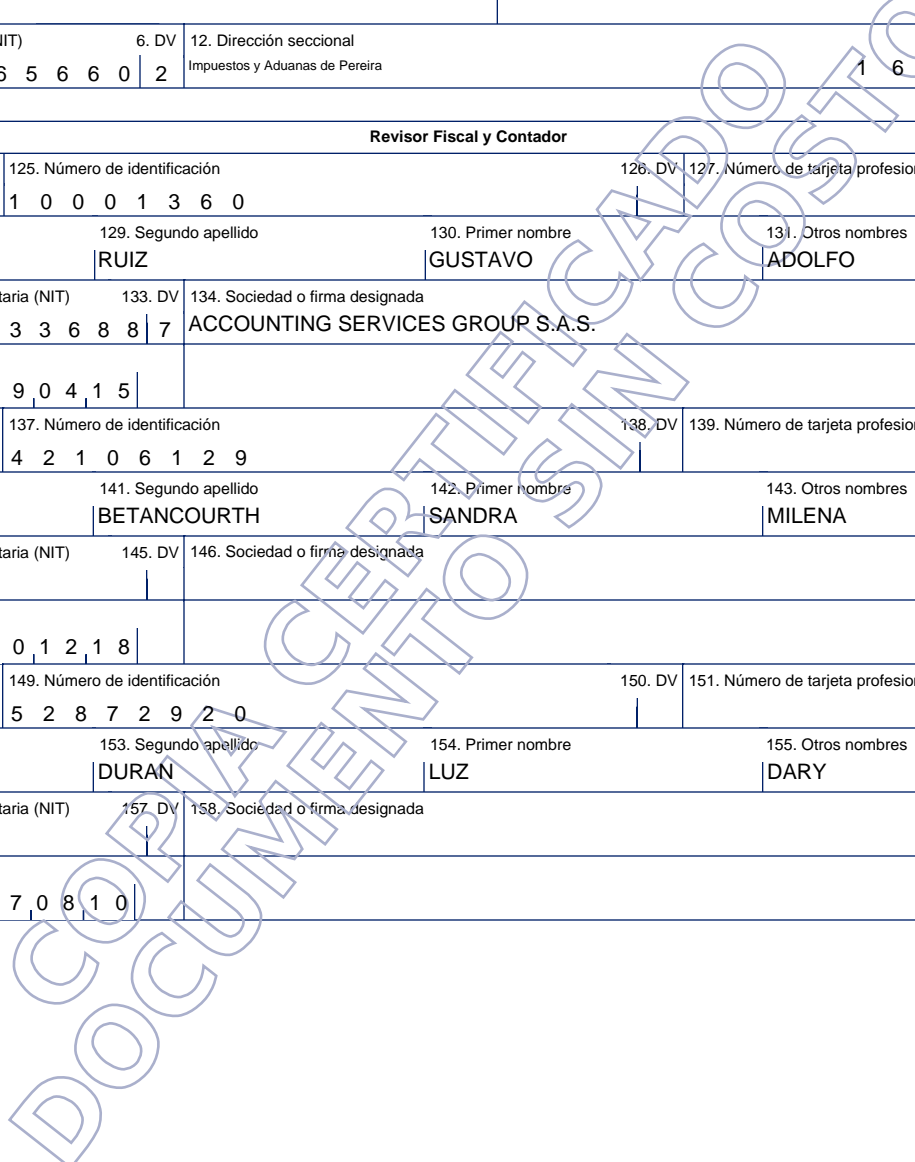 NIT) 6. DV 12. Dirección seccional
6 5 6 6 0 2 Impuestos y Aduanas de Pereira 1 6
Revisor Fiscal y Contador
125. Número de identificación 126. DV 127. Número de tarjeta profesion
1 0 0 0 1 3 6 0
129. Segundo apellido 130. Primer nombre 131. Otros nombres
RUIZ GUSTAVO ADOLFO
taria (NIT) 133. DV 134. Sociedad o firma designada
3 3 6 8 8 7 ACCOUNTING SERVICES GROUP S.A.S.
9 0 4 1 5
137. Número de identificación 138. DV 139. Número de tarjeta profesion
4 2 1 0 6 1 2 9
141. Segundo apellido 142. Primer nombre 143. Otros nombres
BETANCOURTH SANDRA MILENA
taria (NIT) 145. DV 146. Sociedad o firma designada
0 1 2 1 8
149. Número de identificación 150. DV 151. Número de tarjeta profesion
5 2 8 7 2 9 2 0
153. Segundo apellido 154. Primer nombre 155. Otros nombres
DURAN LUZ DARY
taria (NIT) 157. DV 158. Sociedad o firma designada
7 0 8 1 0
COPIA CERTIFICADO
DOCUMENTO SIN COSTO